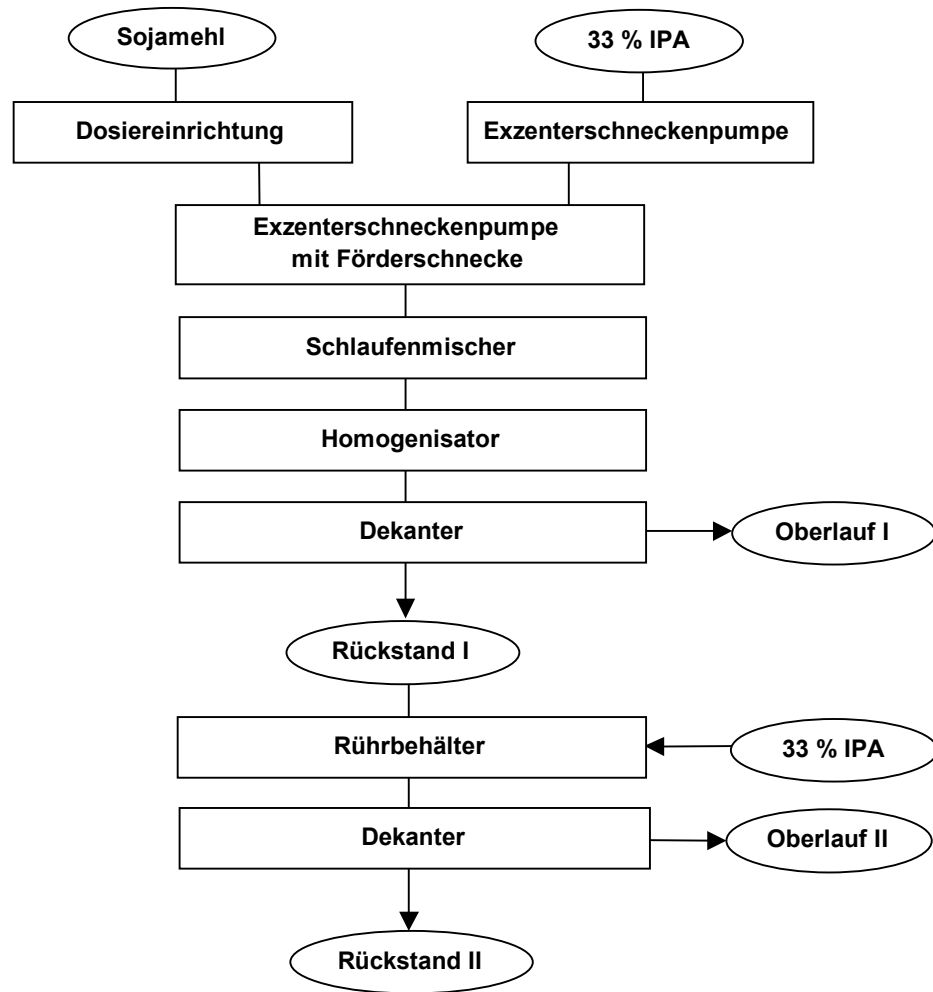 Sojamehl
33 % IPA
Dosiereinrichtung
Exzenterschneckenpumpe
Exzenterschneckenpumpe
mit Förderschnecke
Schlaufenmischer
Homogenisator
Dekanter
Oberlauf I
Rückstand I
Rührbehälter
33 % IPA
Dekanter
Oberlauf II
Rückstand II